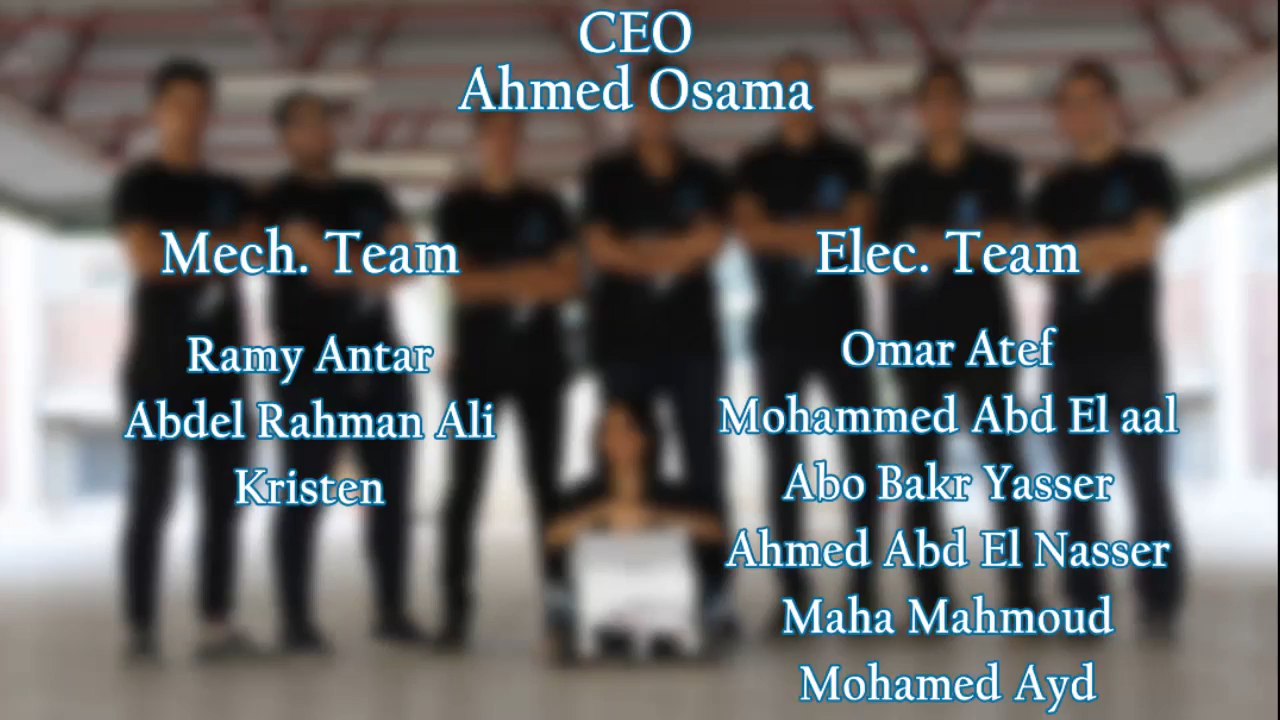 CEO
Ahmed Osama
Mech. Team
Ramy Antar
Abdel Rahman Ali
Kristen
Elec. Team
Omar Atef
Mohammed Abd El aal
Abo Bakr Yasser
Ahmed Abd El Nasser
Maha Mahmoud
Mohamed Ayd